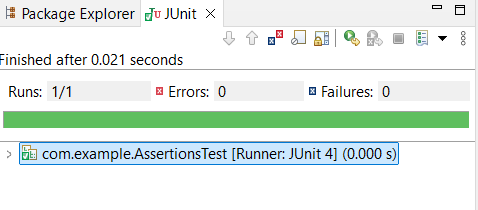 Package Explorer JUnit
Finished after 0.021 seconds
Runs: 1/1 Errors: 0 Failures: 0
com.example.AssertionsTest [Runner: JUnit 4] (0.000 s)